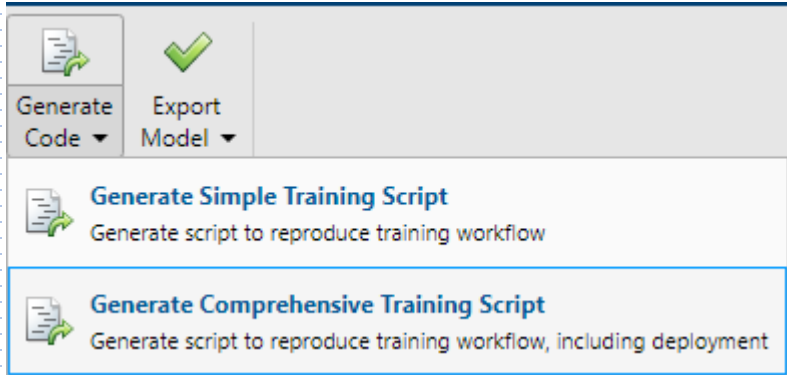 Generate Code
Export Model
Generate Simple Training Script
Generate script to reproduce training workflow
Generate Comprehensive Training Script
Generate script to reproduce training workflow, including deployment